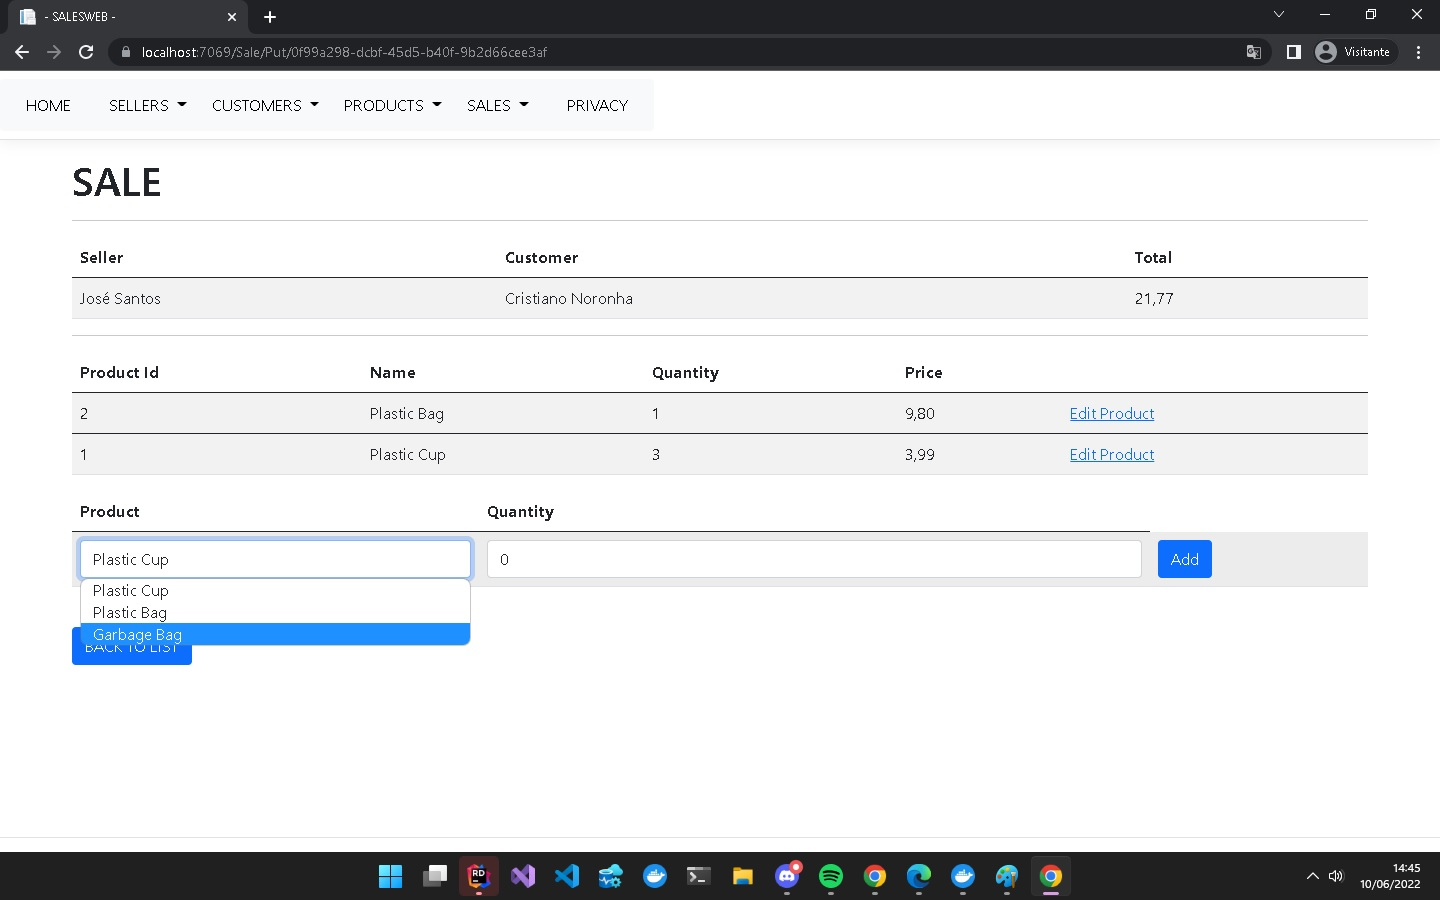 - SALESWEB -
localhost:7069/Sale/Put/0f99a298-dcbf-45d5-b40f-9b2d66cee3af
Visitante
HOME SELLERS CUSTOMERS PRODUCTS SALES PRIVACY
SALE
Seller Customer Total
José Santos Cristiano Noronha 21,77
Product Id Name Quantity Price
2 Plastic Bag 1 9,80 Edit Product
1 Plastic Cup 3 3,99 Edit Product
Product Quantity
Plastic Cup 0 Add
Plastic Cup
Plastic Bag
Garbage Bag
BACK TO LIST
RD
14:45
10/06/2022